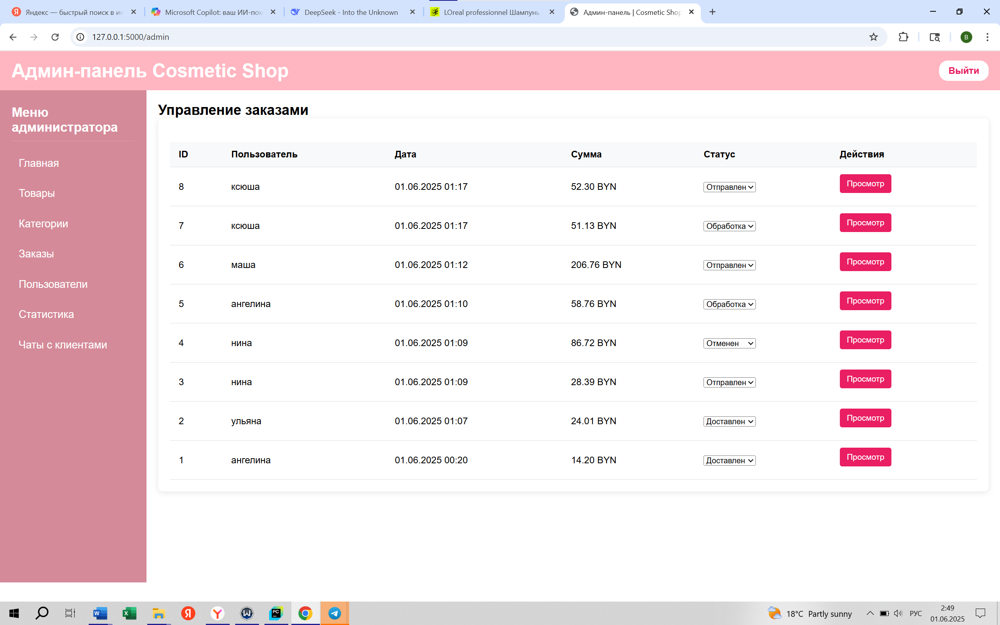 Яндекс — быстрый поиск в ин
Microsoft Copilot: ваш ИИ-пом
DeepSeek - Into the Unknown
LOreal professionnel Шампунь
Админ-панель | Cosmetic Shop
127.0.0.1:5000/admin
B
Админ-панель Cosmetic Shop
Выйти
Меню
администратора
Главная
Товары
Категории
Заказы
Пользователи
Статистика
Чаты с клиентами
Управление заказами
ID Пользователь Дата Сумма Статус Действия
8 ксюша 01.06.2025 01:17 52.30 BYN Отправлен Просмотр
7 ксюша 01.06.2025 01:17 51.13 BYN Обработка Просмотр
6 маша 01.06.2025 01:12 206.76 BYN Отправлен Просмотр
5 ангелина 01.06.2025 01:10 58.76 BYN Обработка Просмотр
4 нина 01.06.2025 01:09 86.72 BYN Отменен Просмотр
3 нина 01.06.2025 01:09 28.39 BYN Отправлен Просмотр
2 ульяна 01.06.2025 01:07 24.01 BYN Доставлен Просмотр
1 ангелина 01.06.2025 00:20 14.20 BYN Доставлен Просмотр
18°C Partly sunny
РУС
2:49
01.06.2025